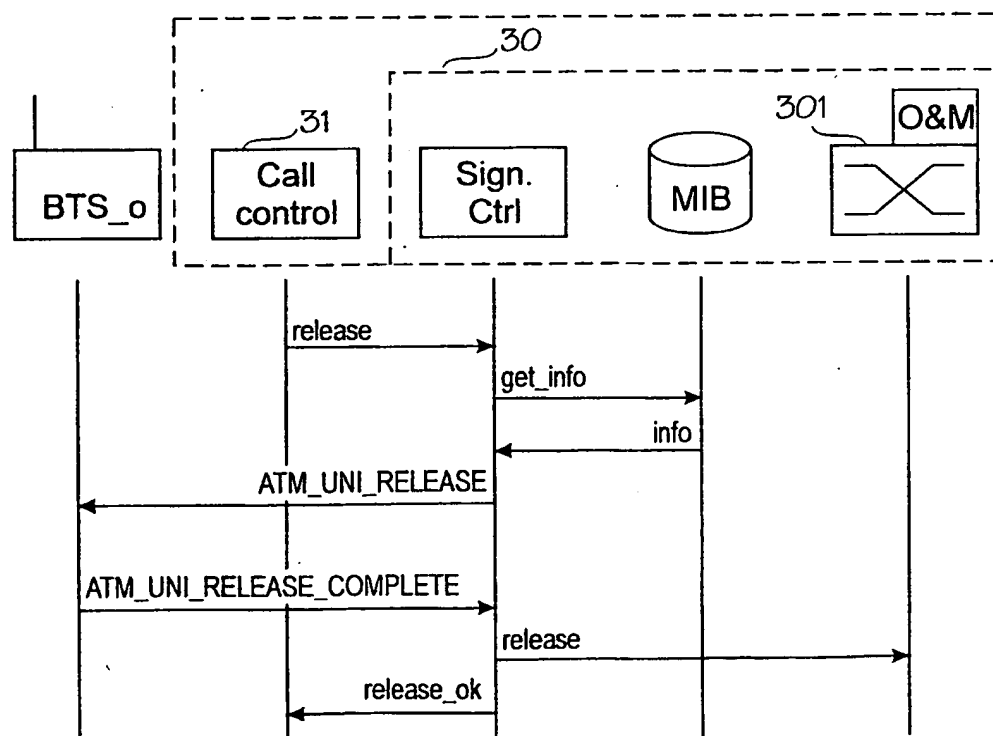 30
31
301
O&M
BTS_o
Call
control
Sign.
Ctrl
MIB
release
get_info
info
ATM_UNI_RELEASE
ATM_UNI_RELEASE_COMPLETE
release
release_ok